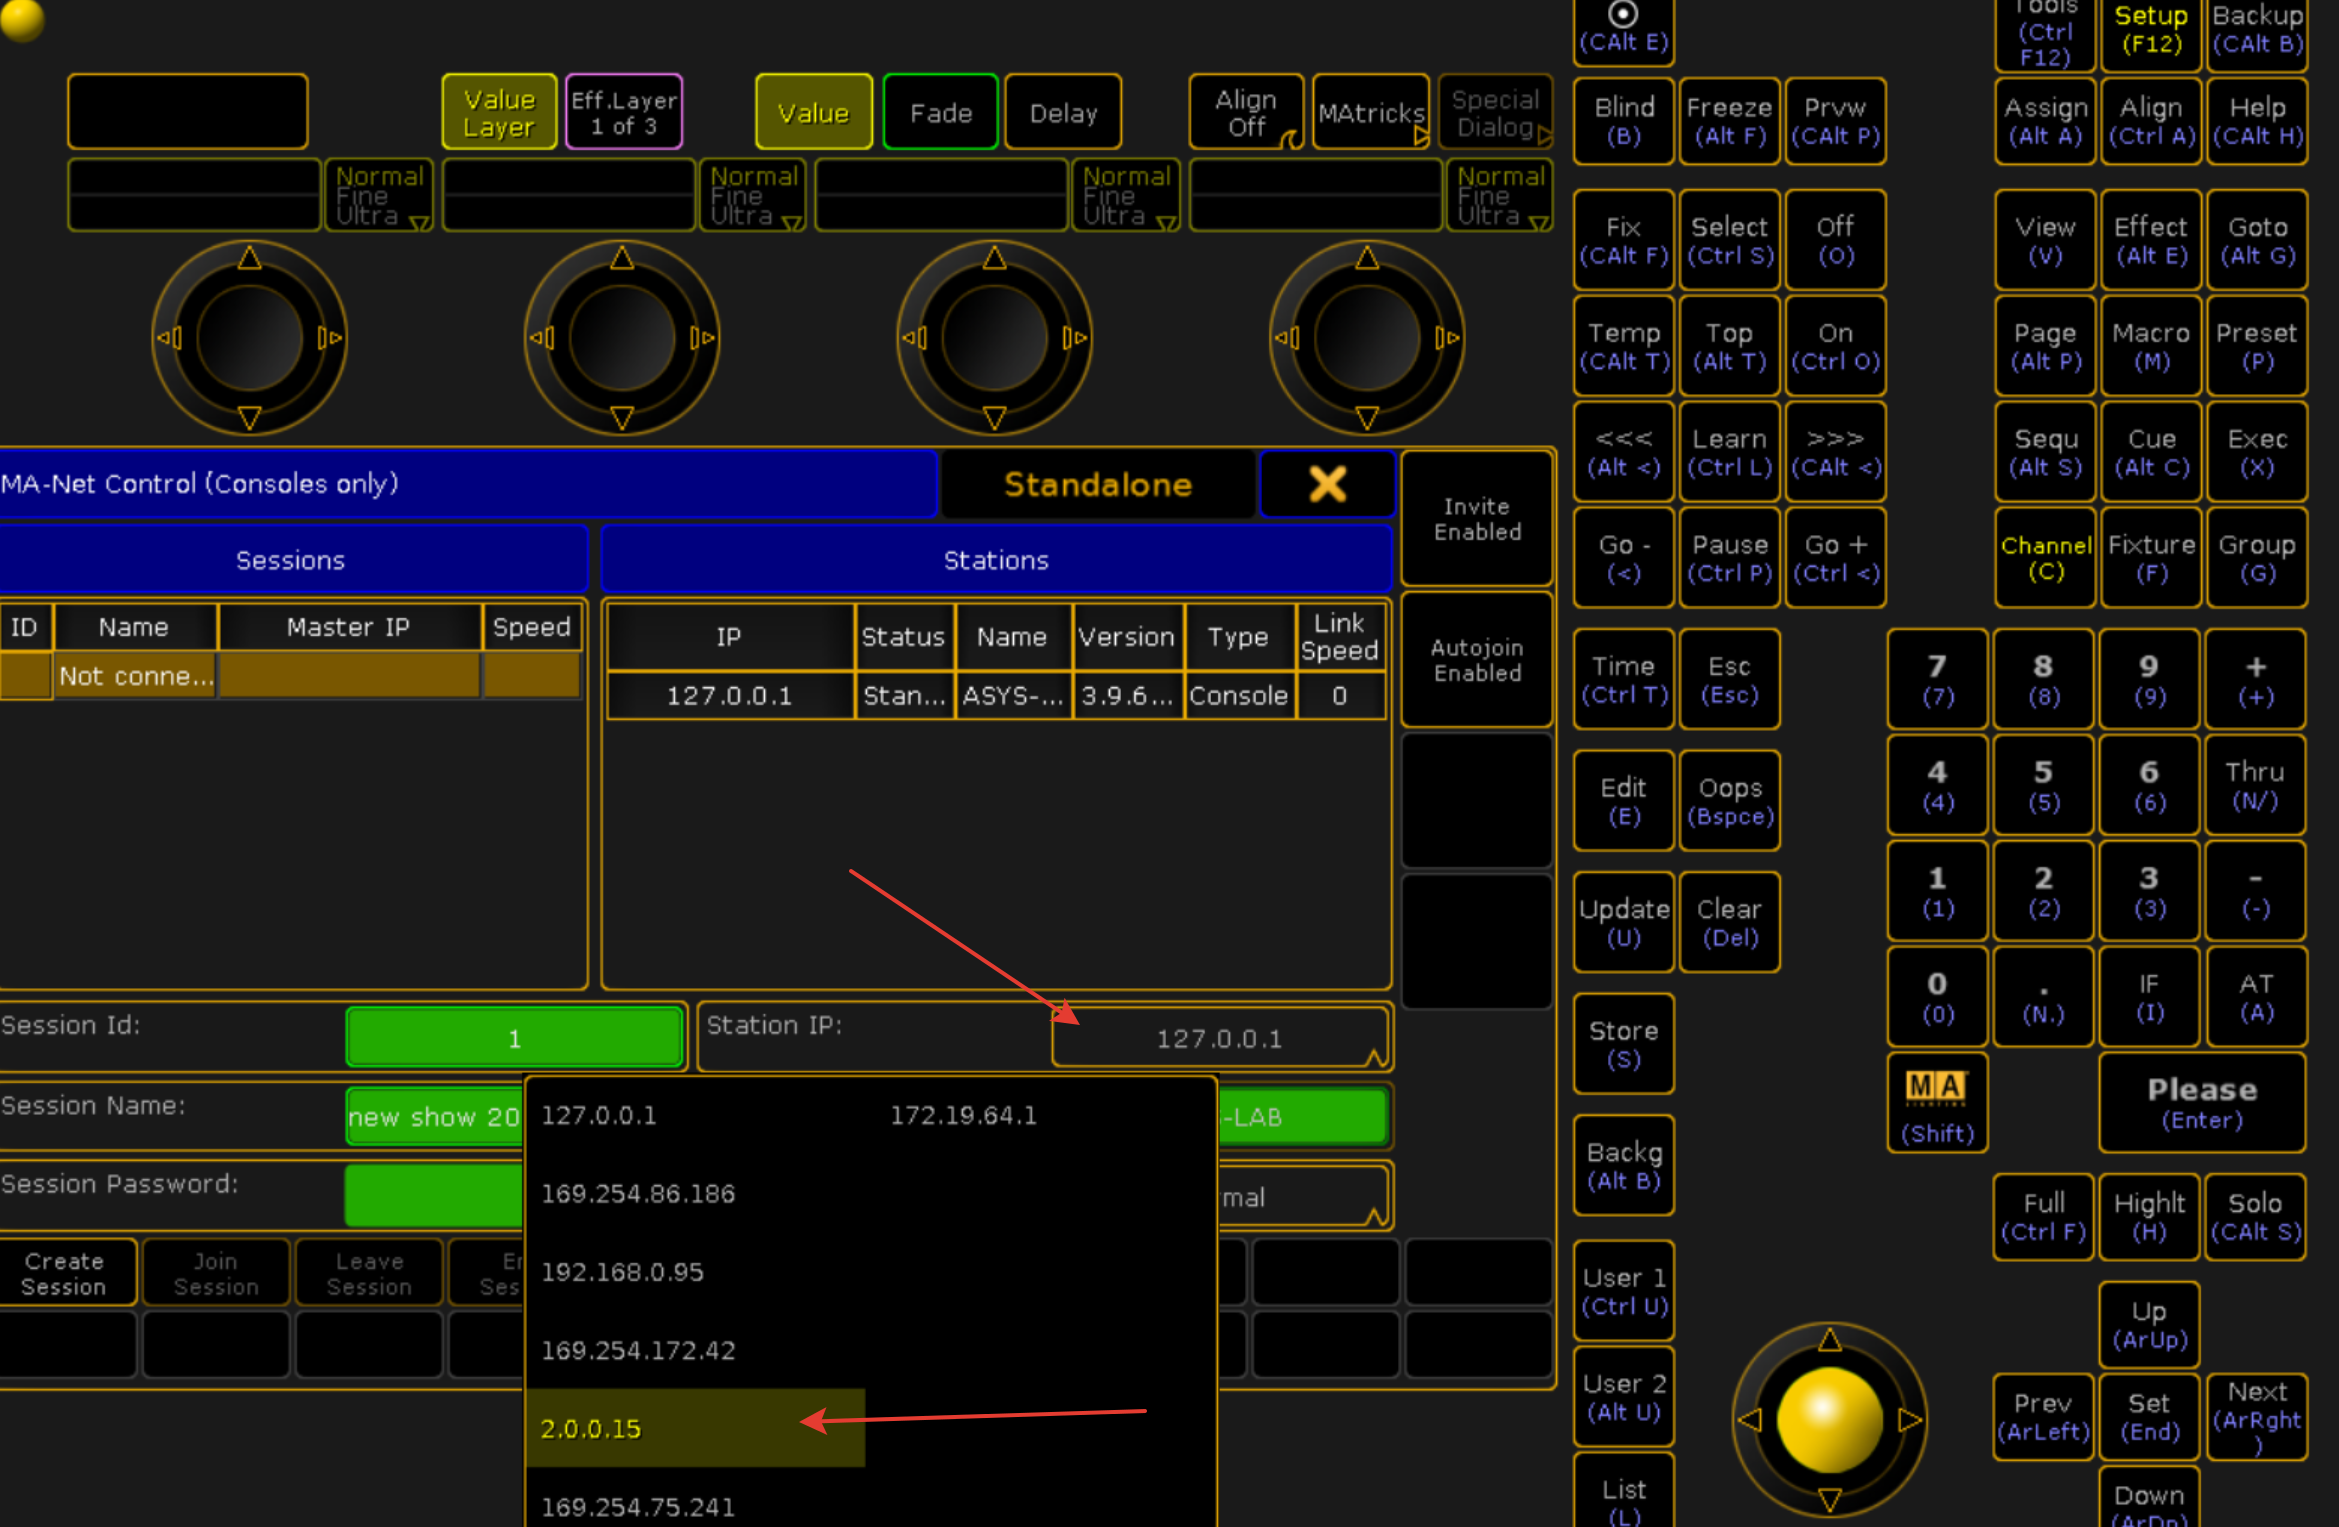 Value
Layer
Eff.Layer
1 of 3
Value
Fade
Delay
Align
Off
MAtricks
Special
Dialog
Normal
Fine
Ultra
Normal
Fine
Ultra
Normal
Fine
Ultra
Normal
Fine
Ultra
MA-Net Control (Consoles only)
Standalone
Invite
Enabled
Sessions
Stations
ID
Name
Master IP
Speed
Not conne...
IP
Status
Name
Version
Type
Link
Speed
127.0.0.1
Stan...
ASYS-...
3.9.6...
Console
0
Autojoin
Enabled
Session Id:
1
Station IP:
127.0.0.1
Session Name:
new show 20
-LAB
Session Password:
mal
127.0.0.1
172.19.64.1
169.254.86.186
192.168.0.95
169.254.172.42
2.0.0.15
169.254.75.241
Create
Session
Join
Session
Leave
Session
(CAlt E)
Tools
(Ctrl
F12)
Setup
(F12)
Backup
(CAlt B)
Blind
(B)
Freeze
(Alt F)
Prvw
(CAlt P)
Assign
(Alt A)
Align
(Ctrl A)
Help
(CAlt H)
Fix
(CAlt F)
Select
(Ctrl S)
Off
(O)
View
(V)
Effect
(Alt E)
Goto
(Alt G)
Temp
(CAlt T)
Top
(Alt T)
On
(Ctrl O)
Page
(Alt P)
Macro
(M)
Preset
(P)
<<<
(Alt <)
Learn
(Ctrl L)
>>>
(CAlt <)
Sequ
(Alt S)
Cue
(Alt C)
Exec
(X)
Go -
(<)
Pause
(Ctrl P)
Go +
(Ctrl <)
Channel
(C)
Fixture
(F)
Group
(G)
Time
(Ctrl T)
Esc
(Esc)
7
(7)
8
(8)
9
(9)
+
(+)
Edit
(E)
Oops
(Bspce)
4
(4)
5
(5)
6
(6)
Thru
(N/)
Update
(U)
Clear
(Del)
1
(1)
2
(2)
3
(3)
-
(-)
Store
(S)
0
(0)
.
(N.)
IF
(I)
AT
(A)
Backg
(Alt B)
MA
(Shift)
Please
(Enter)
Full
(Ctrl F)
Highlt
(H)
Solo
(CAlt S)
User 1
(Ctrl U)
Up
(ArUp)
User 2
(Alt U)
Prev
(ArLeft)
Set
(End)
Next
(ArRght
)
List
(L)
Down